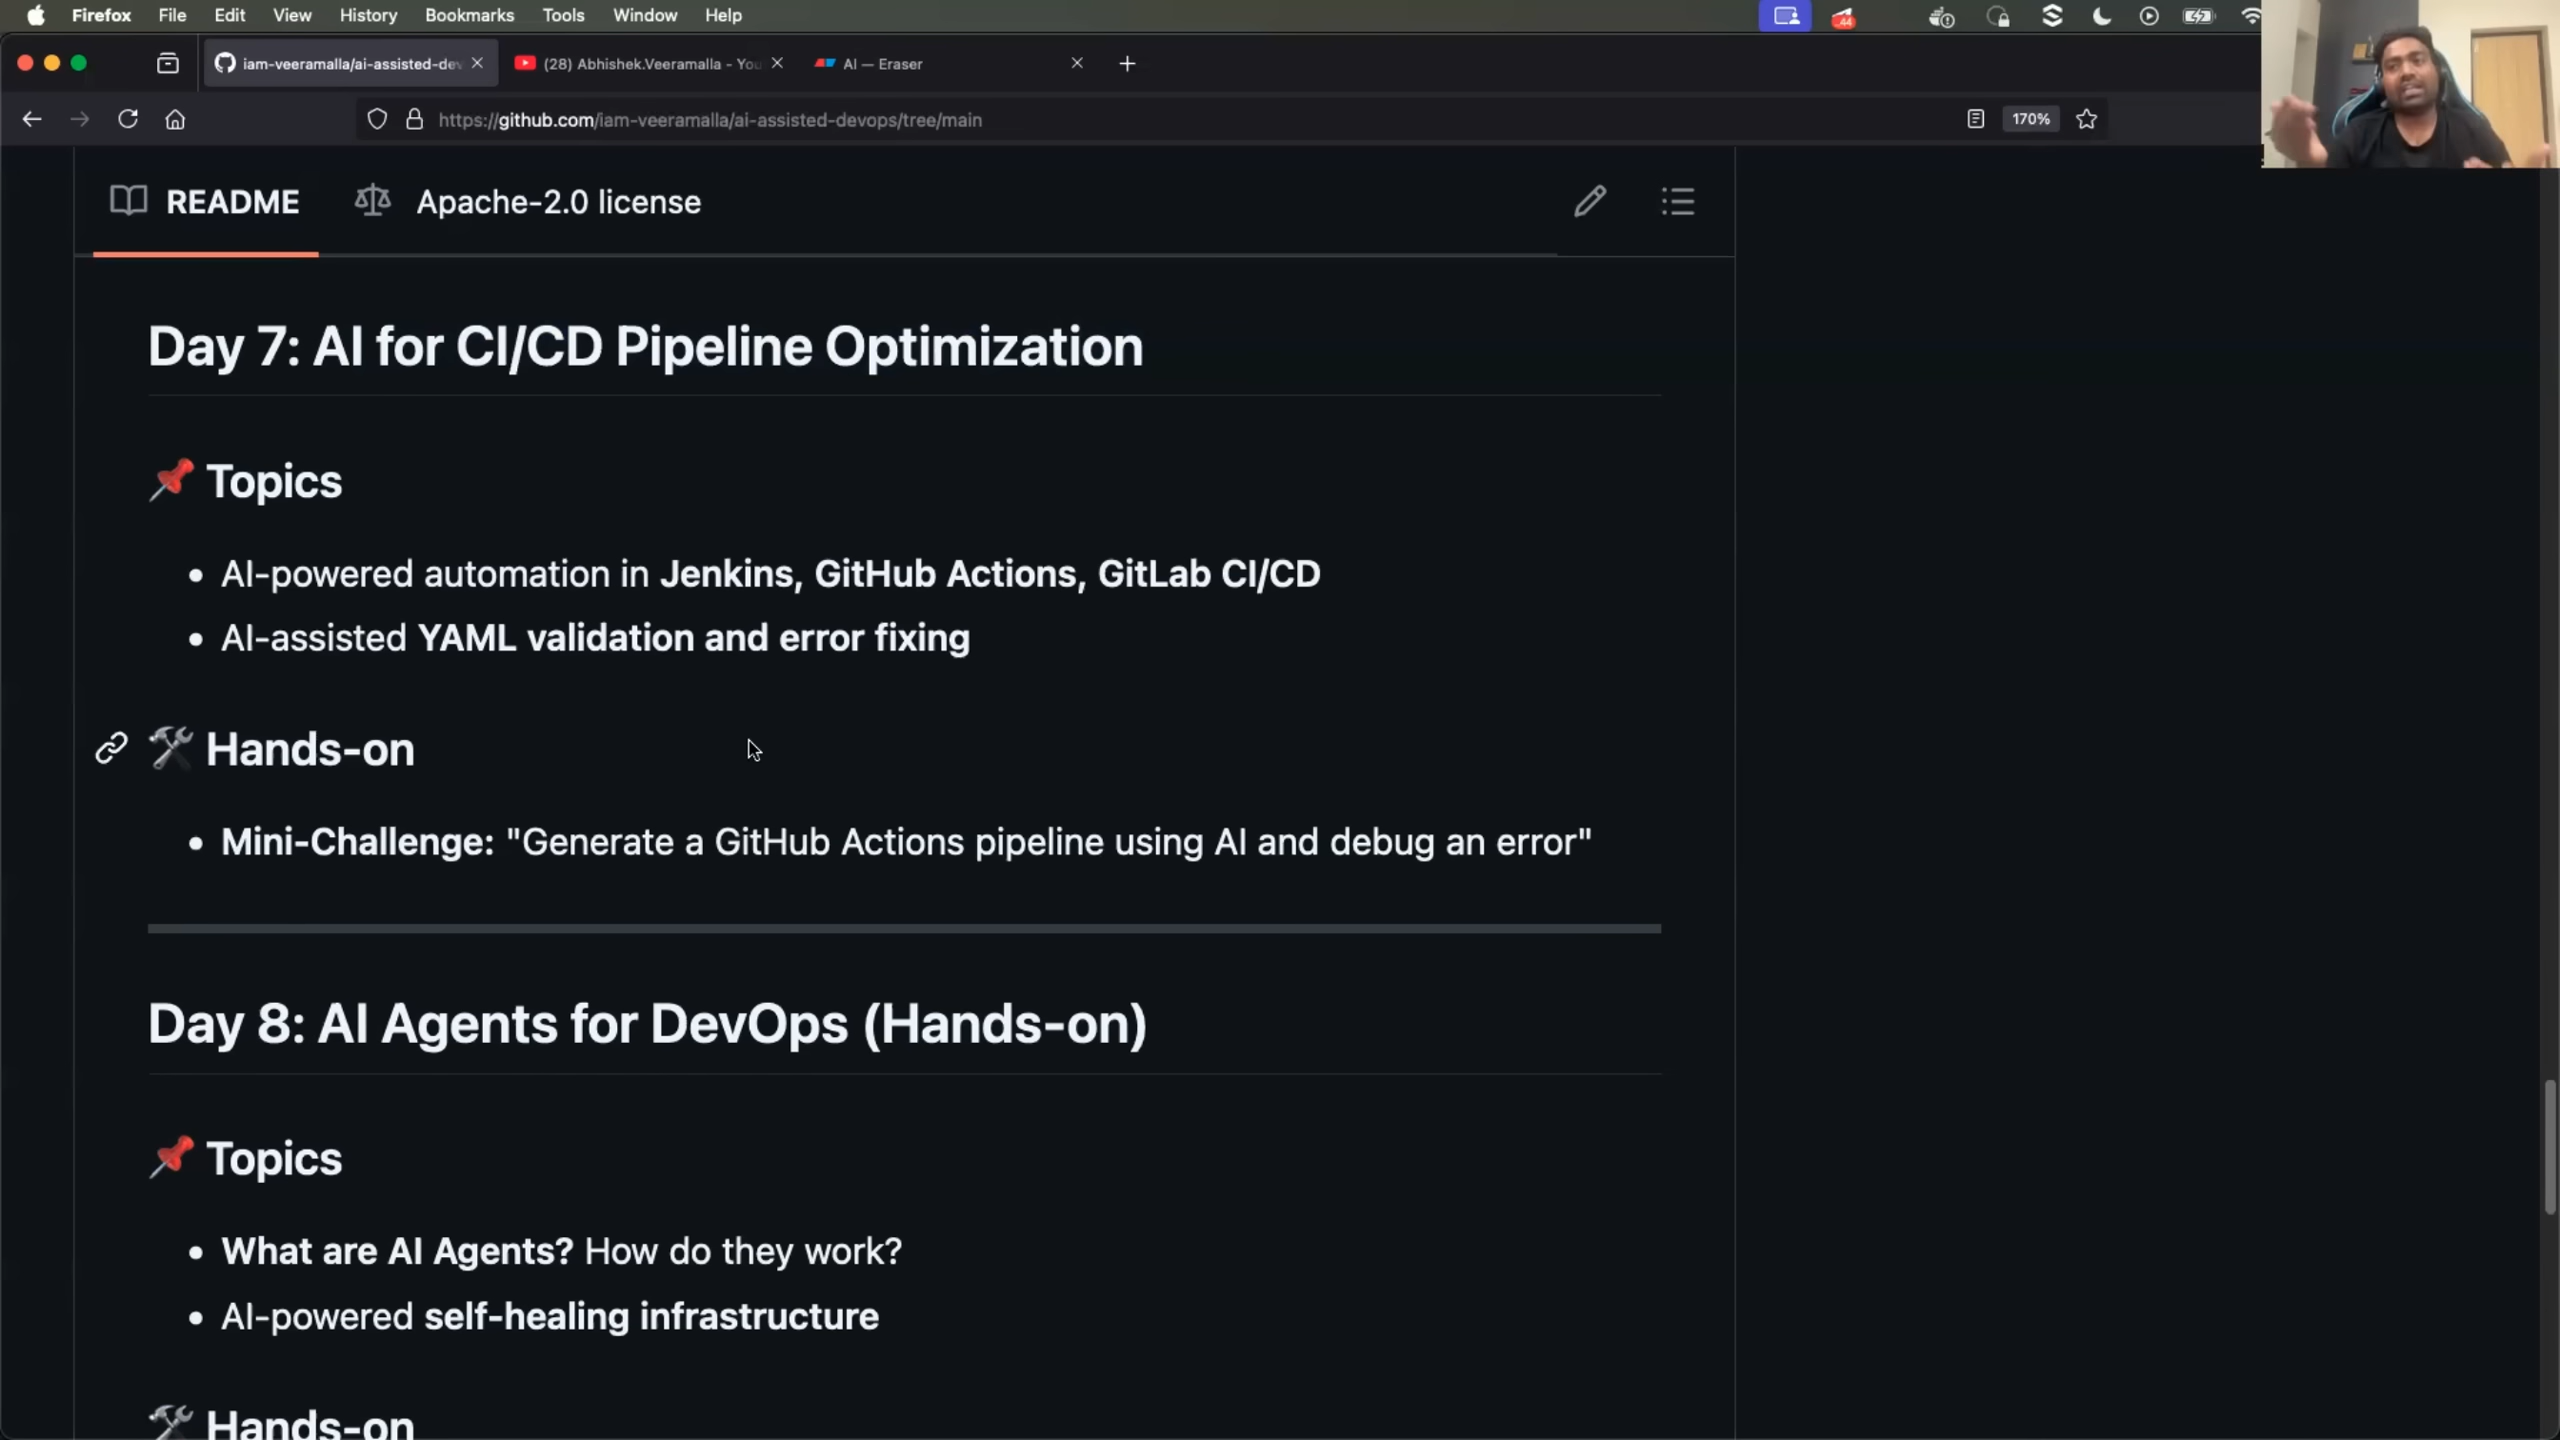 Firefox File Edit View History Bookmarks Tools Window Help
44
iam-veeramalla/ai-assisted-dev
(28) Abhishek.Veeramalla - You
AI — Eraser
https://github.com/iam-veeramalla/ai-assisted-devops/tree/main
170%
README
Apache-2.0 license
Day 7: AI for CI/CD Pipeline Optimization
Topics
• AI-powered automation in Jenkins, GitHub Actions, GitLab CI/CD
• AI-assisted YAML validation and error fixing
Hands-on
• Mini-Challenge: "Generate a GitHub Actions pipeline using AI and debug an error"
Day 8: AI Agents for DevOps (Hands-on)
Topics
• What are AI Agents? How do they work?
• AI-powered self-healing infrastructure
Hands-on